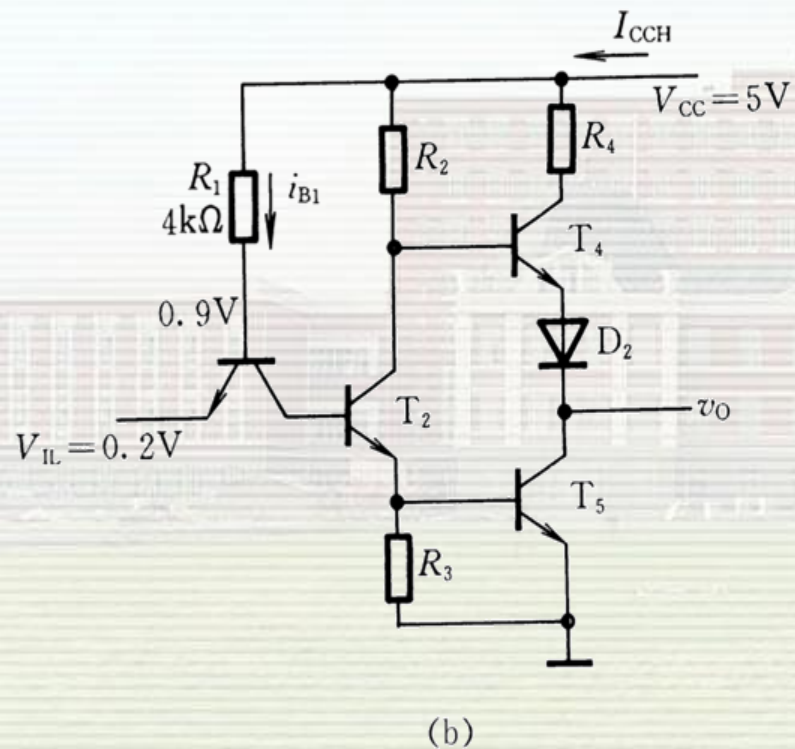 I_CCH
V_CC=5V
R_1
4kΩ
i_B1
R_2
R_4
T_4
0.9V
D_2
T_2
v_O
V_IL=0.2V
T_5
R_3
(b)